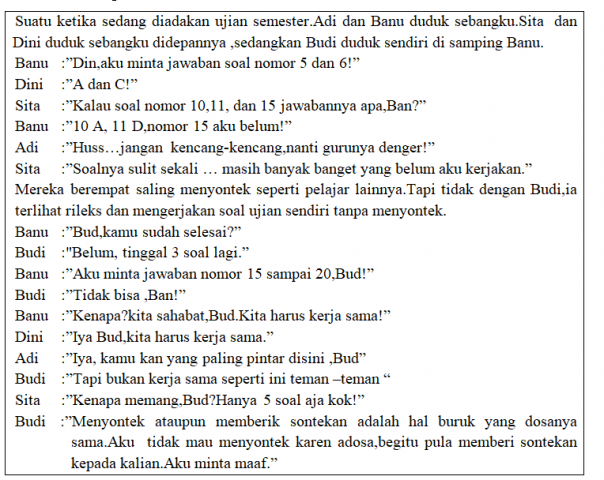 Suatu ketika sedang diadakan ujian semester.Adi dan Banu duduk sebangku.Sita dan
Dini duduk sebangku didepannya ,sedangkan Budi duduk sendiri di samping Banu.
Banu :”Din,aku minta jawaban soal nomor 5 dan 6!”
Dini :”A dan C!”
Sita :”Kalau soal nomor 10,11, dan 15 jawabannya apa,Ban?”
Banu :”10 A, 11 D,nomor 15 aku belum!”
Adi :”Huss…jangan kencang-kencang,nanti gurunya denger!”
Sita :”Soalnya sulit sekali … masih banyak banget yang belum aku kerjakan.”
Mereka berempat saling menyontek seperti pelajar lainnya.Tapi tidak dengan Budi,ia
terlihat rileks dan mengerjakan soal ujian sendiri tanpa menyontek.
Banu :”Bud,kamu sudah selesai?”
Budi :"Belum, tinggal 3 soal lagi.”
Banu :”Aku minta jawaban nomor 15 sampai 20,Bud!”
Budi :”Tidak bisa ,Ban!”
Banu :”Kenapa?kita sahabat,Bud.Kita harus kerja sama!”
Dini :”Iya Bud,kita harus kerja sama.”
Adi :”Iya, kamu kan yang paling pintar disini ,Bud”
Budi :”Tapi bukan kerja sama seperti ini teman –teman “
Sita :”Kenapa memang,Bud?Hanya 5 soal aja kok!”
Budi :”Menyontek ataupun memberik sontekan adalah hal buruk yang dosanya
sama.Aku tidak mau menyontek karen adosa,begitu pula memberi sontekan
kepada kalian.Aku minta maaf.”